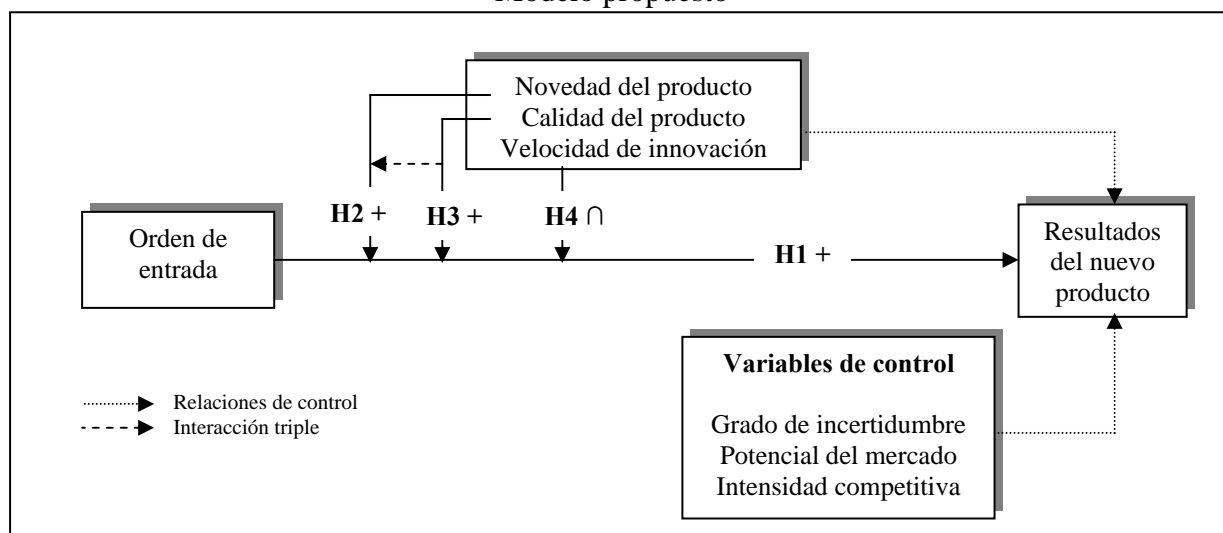 Modelo propuesto
Novedad del producto
Calidad del producto
Velocidad de innovación
H2 +
H3 +
H4 ∩
Orden de
entrada
H1 +
Resultados
del nuevo
producto
Variables de control
Grado de incertidumbre
Potencial del mercado
Intensidad competitiva
Relaciones de control
Interacción triple